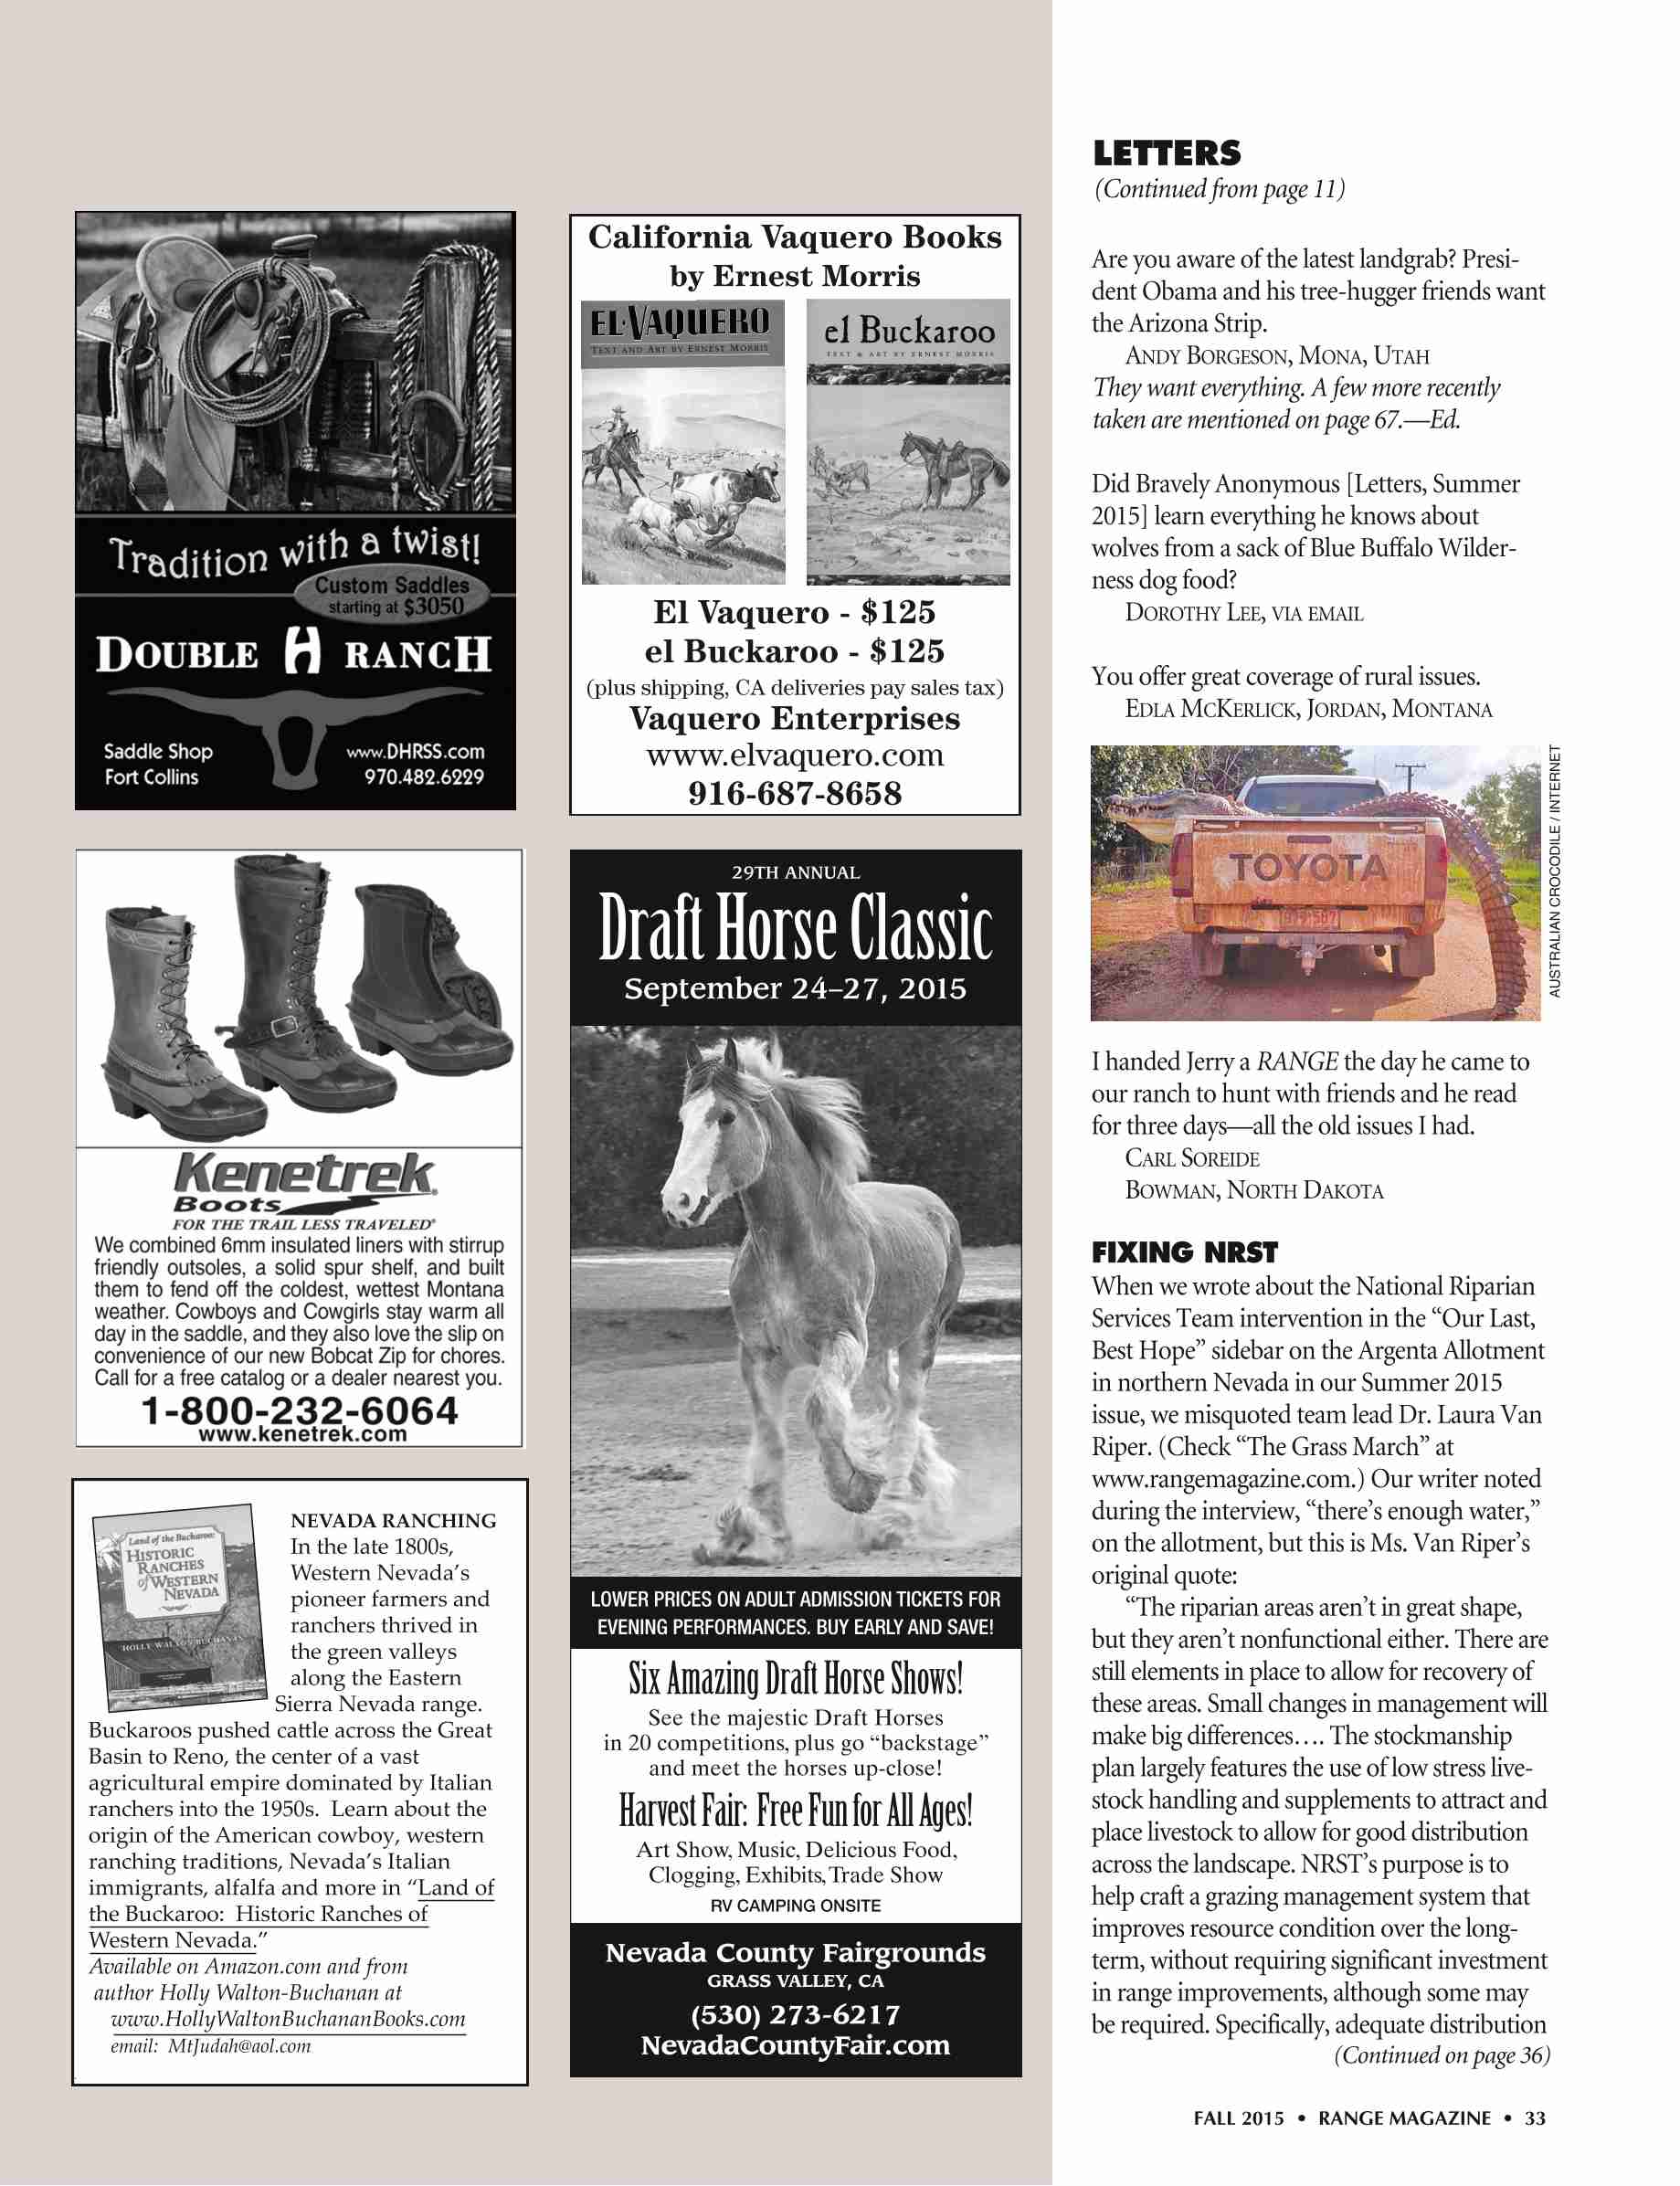 Tradition with a twist!
Custom Saddles
starting at $3050
DOUBLE H RANCH
Saddle Shop
Fort Collins
www.DHRSS.com
970.482.6229
California Vaquero Books
by Ernest Morris
EL VAQUERO
TEXT AND ART BY ERNEST MORRIS
el Buckaroo
TEXT & ART BY ERNEST MORRIS
El Vaquero - $125
el Buckaroo - $125
(plus shipping, CA deliveries pay sales tax)
Vaquero Enterprises
www.elvaquero.com
916-687-8658
Kenetrek®
Boots
FOR THE TRAIL LESS TRAVELED®
We combined 6mm insulated liners with stirrup
friendly outsoles, a solid spur shelf, and built
them to fend off the coldest, wettest Montana
weather. Cowboys and Cowgirls stay warm all
day in the saddle, and they also love the slip on
convenience of our new Bobcat Zip for chores.
Call for a free catalog or a dealer nearest you.
1-800-232-6064
www.kenetrek.com
Land of the Buckaroo:
HISTORIC
RANCHES
of WESTERN
NEVADA
HOLLY WALTON-BUCHANAN
NEVADA RANCHING
In the late 1800s,
Western Nevada's
pioneer farmers and
ranchers thrived in
the green valleys
along the Eastern
Sierra Nevada range.
Buckaroos pushed cattle across the Great
Basin to Reno, the center of a vast
agricultural empire dominated by Italian
ranchers into the 1950s. Learn about the
origin of the American cowboy, western
ranching traditions, Nevada's Italian
immigrants, alfalfa and more in “Land of
the Buckaroo: Historic Ranches of
Western Nevada.”
Available on Amazon.com and from
author Holly Walton-Buchanan at
www.HollyWaltonBuchananBooks.com
email: MtJudah@aol.com
29TH ANNUAL
Draft Horse Classic
September 24–27, 2015
LOWER PRICES ON ADULT ADMISSION TICKETS FOR
EVENING PERFORMANCES. BUY EARLY AND SAVE!
Six Amazing Draft Horse Shows!
See the majestic Draft Horses
in 20 competitions, plus go “backstage”
and meet the horses up-close!
Harvest Fair: Free Fun for All Ages!
Art Show, Music, Delicious Food,
Clogging, Exhibits, Trade Show
RV CAMPING ONSITE
Nevada County Fairgrounds
GRASS VALLEY, CA
(530) 273-6217
NevadaCountyFair.com
LETTERS
(Continued from page 11)
Are you aware of the latest landgrab? Presi-
dent Obama and his tree-hugger friends want
the Arizona Strip.
ANDY BORGESON, MONA, UTAH
They want everything. A few more recently
taken are mentioned on page 67.—Ed.
Did Bravely Anonymous [Letters, Summer
2015] learn everything he knows about
wolves from a sack of Blue Buffalo Wilder-
ness dog food?
DOROTHY LEE, VIA EMAIL
You offer great coverage of rural issues.
EDLA MCKERLICK, JORDAN, MONTANA
TOYOTA
AUSTRALIAN CROCODILE / INTERNET
I handed Jerry a RANGE the day he came to
our ranch to hunt with friends and he read
for three days—all the old issues I had.
CARL SOREIDE
BOWMAN, NORTH DAKOTA
FIXING NRST
When we wrote about the National Riparian
Services Team intervention in the “Our Last,
Best Hope” sidebar on the Argenta Allotment
in northern Nevada in our Summer 2015
issue, we misquoted team lead Dr. Laura Van
Riper. (Check “The Grass March” at
www.rangemagazine.com.) Our writer noted
during the interview, “there's enough water,”
on the allotment, but this is Ms. Van Riper's
original quote:
“The riparian areas aren't in great shape,
but they aren't nonfunctional either. There are
still elements in place to allow for recovery of
these areas. Small changes in management will
make big differences…. The stockmanship
plan largely features the use of low stress live-
stock handling and supplements to attract and
place livestock to allow for good distribution
across the landscape. NRST's purpose is to
help craft a grazing management system that
improves resource condition over the long-
term, without requiring significant investment
in range improvements, although some may
be required. Specifically, adequate distribution
(Continued on page 36)
FALL 2015 • RANGE MAGAZINE • 33